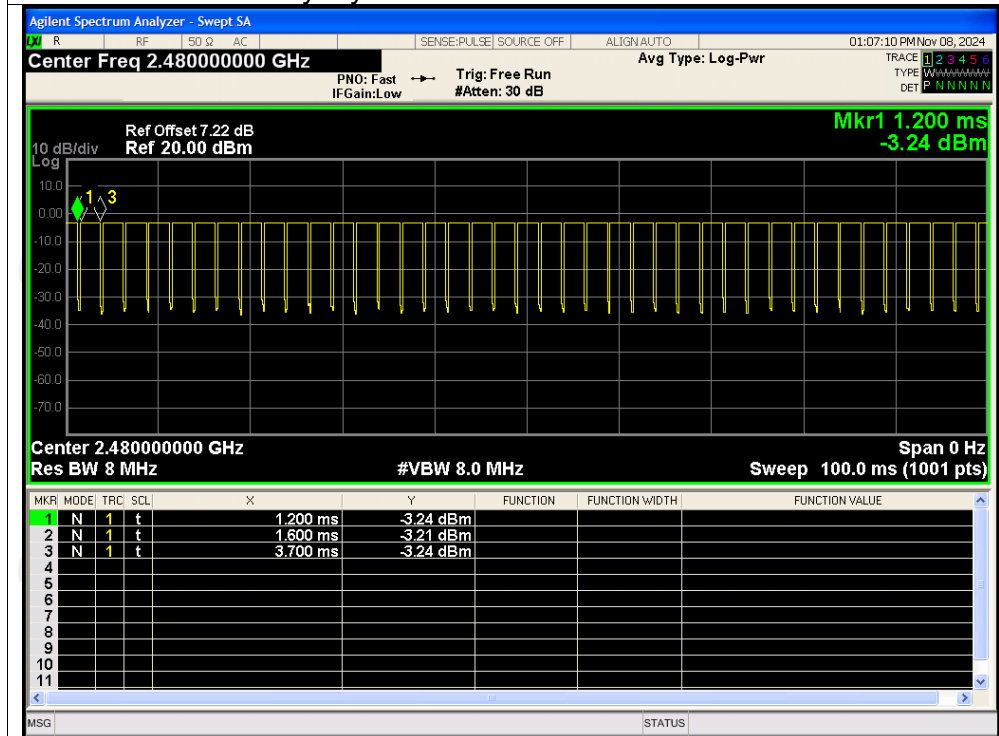 Agilent Spectrum Analyzer - Swept SA
LXI R RF 50 Ω AC SENSE:PULSE SOURCE OFF ALIGN AUTO 01:07:10 PM Nov 08, 2024
Center Freq 2.480000000 GHz
PNO: Fast
IFGain:Low
Trig: Free Run
#Atten: 30 dB
Avg Type: Log-Pwr
TRACE 1 2 3 4 5 6
TYPE WWWWWW
DET P N N N N N
Mkr1 1.200 ms
-3.24 dBm
Ref Offset 7.22 dB
10 dB/div Ref 20.00 dBm
Log
10.0
1 3
0.00
-10.0
-20.0
-30.0
-40.0
-50.0
-60.0
-70.0
Center 2.480000000 GHz Span 0 Hz
Res BW 8 MHz #VBW 8.0 MHz Sweep 100.0 ms (1001 pts)
MKR MODE TRC SCL X Y FUNCTION FUNCTION WIDTH FUNCTION VALUE
1 N 1 t 1.200 ms -3.24 dBm
2 N 1 t 1.600 ms -3.21 dBm
3 N 1 t 3.700 ms -3.24 dBm
4
5
6
7
8
9
10
11
MSG STATUS